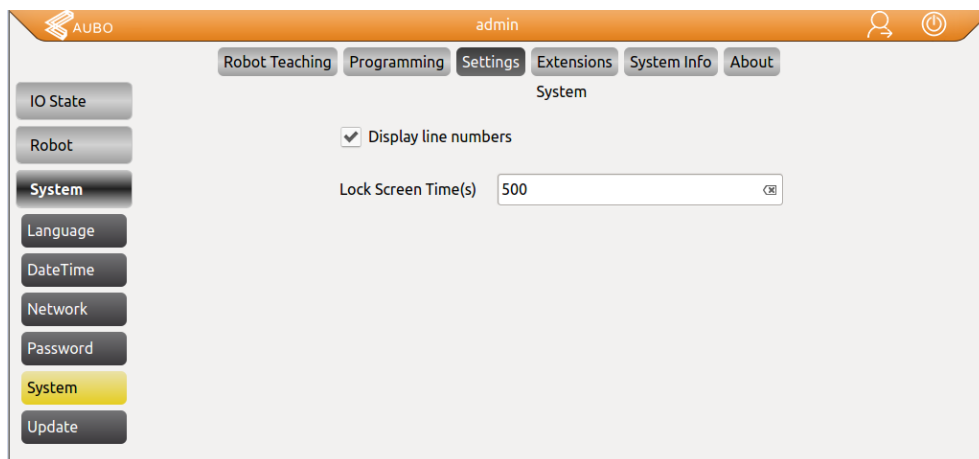 AUBO
admin
Robot Teaching Programming Settings Extensions System Info About
System
IO State
Robot
System
Language
DateTime
Network
Password
System
Update
Display line numbers
Lock Screen Time(s) 500